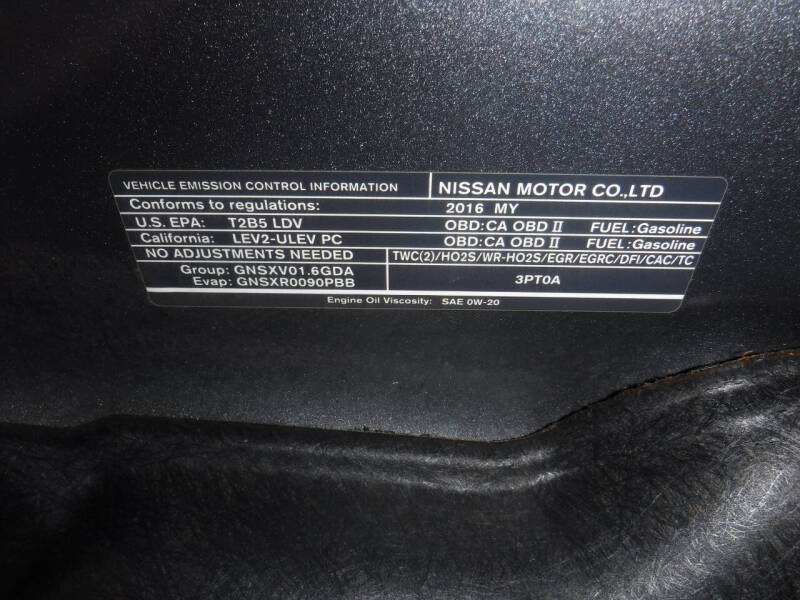 VEHICLE EMISSION CONTROL INFORMATION NISSAN MOTOR CO.,LTD
Conforms to regulations: 2016 MY
U.S. EPA: T2B5 LDV OBD:CA OBD II FUEL:Gasoline
California: LEV2-ULEV PC OBD:CA OBD II FUEL:Gasoline
NO ADJUSTMENTS NEEDED TWC(2)/HO2S/WR-HO2S/EGR/EGRC/DFI/CAC/TC
Group: GNSXV01.6GDA
Evap: GNSXR0090PBB
3PT0A
Engine Oil Viscosity: SAE 0W-20